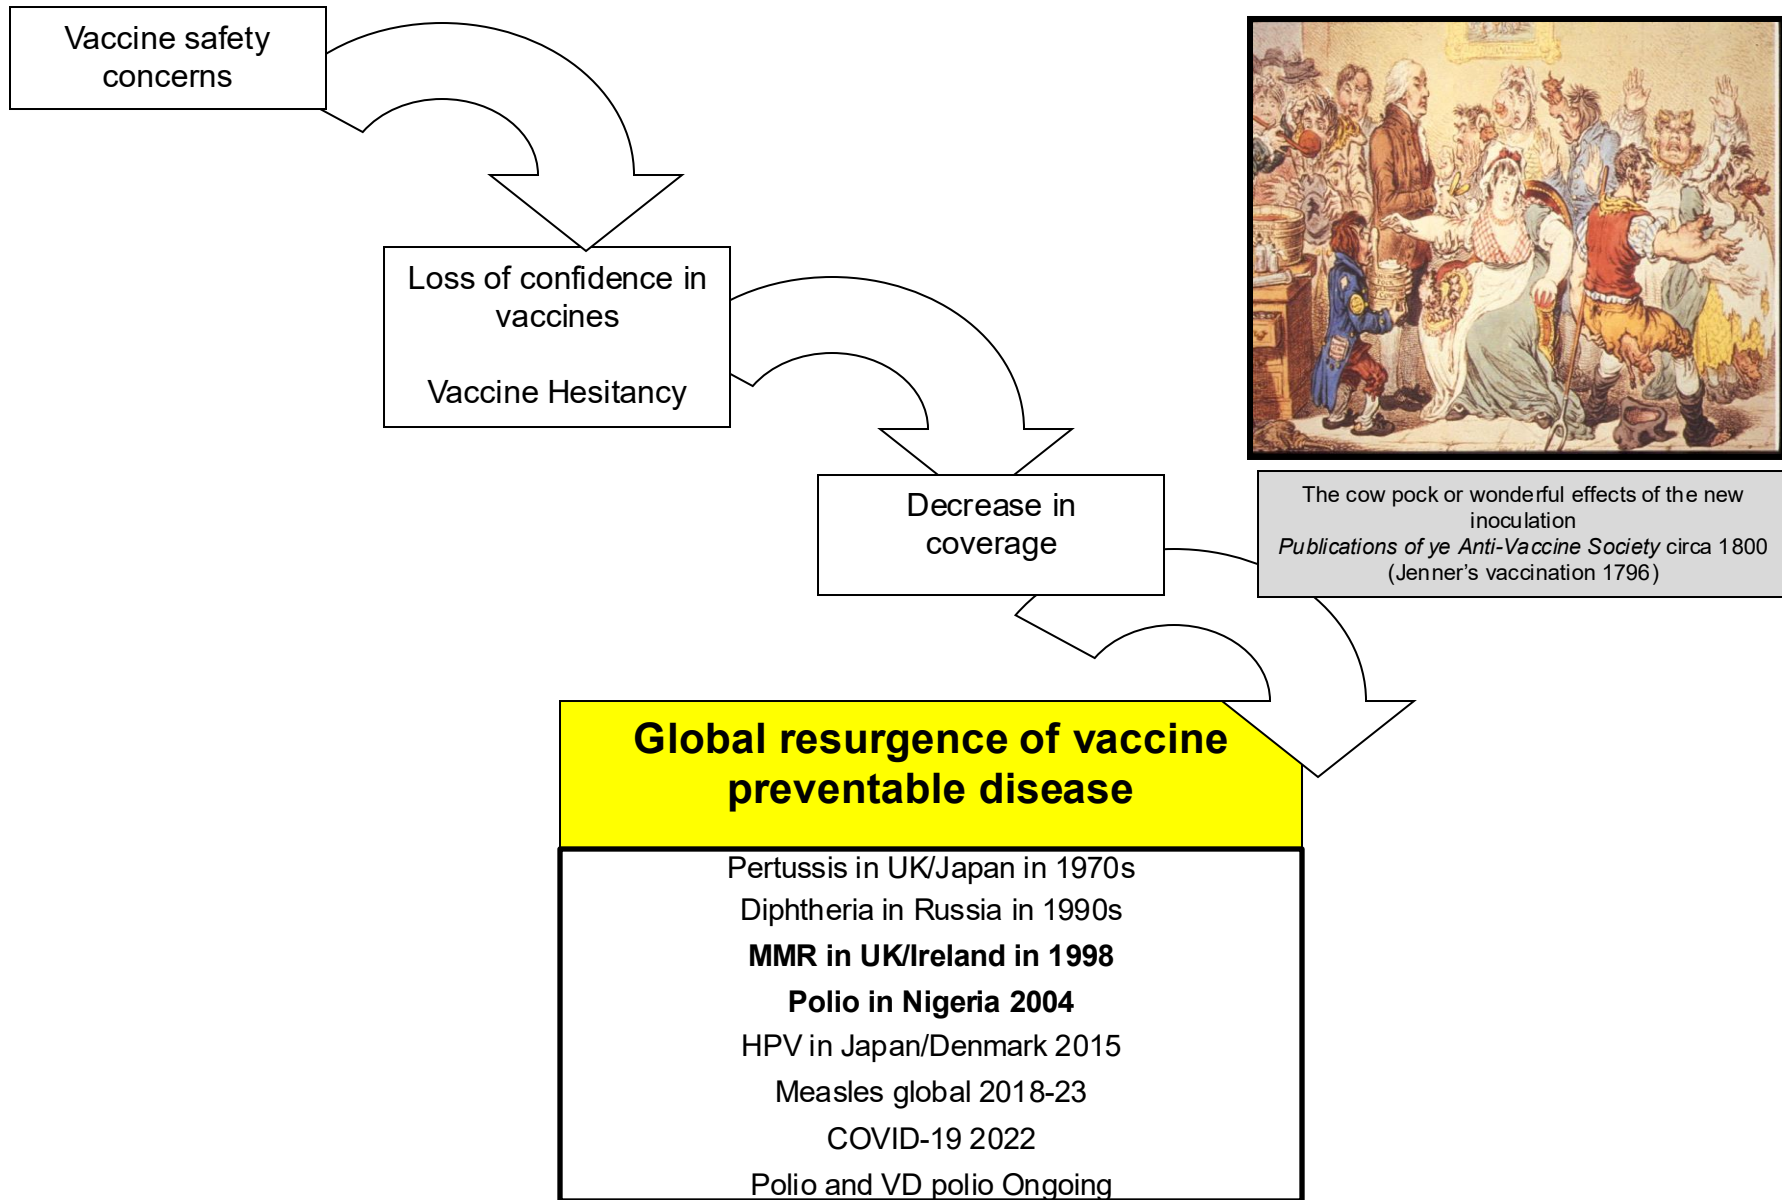 Vaccine safety
concerns
Loss of confidence in
vaccines
Vaccine Hesitancy
Decrease in
coverage
The cow pock or wonderful effects of the new
inoculation
Publications of ye Anti-Vaccine Society circa 1800
(Jenner's vaccination 1796)
Global resurgence of vaccine
preventable disease
Pertussis in UK/Japan in 1970s
Diphtheria in Russia in 1990s
MMR in UK/Ireland in 1998
Polio in Nigeria 2004
HPV in Japan/Denmark 2015
Measles global 2018-23
COVID-19 2022
Polio and VD polio Ongoing